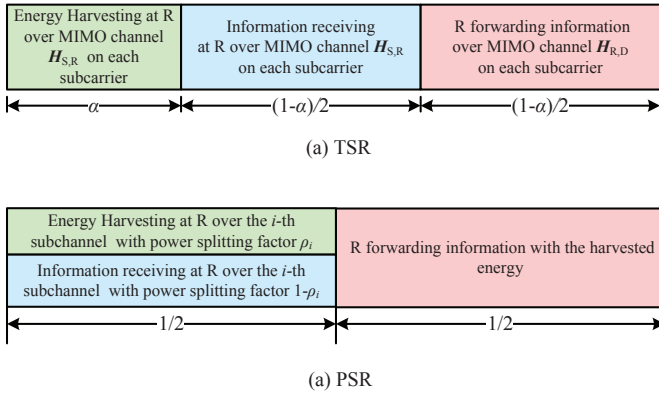 Energy Harvesting at R
over MIMO channel
H_S,R on each
subcarrier
Information receiving
at R over MIMO channel H_S,R
on each subcarrier
R forwarding information
over MIMO channel H_R,D
on each subcarrier
α
(1-α)/2
(1-α)/2
(a) TSR
Energy Harvesting at R over the i-th
subchannel with power splitting factor ρ_i
Information receiving at R over the i-th
subchannel with power splitting factor 1-ρ_i
R forwarding information with the harvested
energy
1/2
1/2
(a) PSR